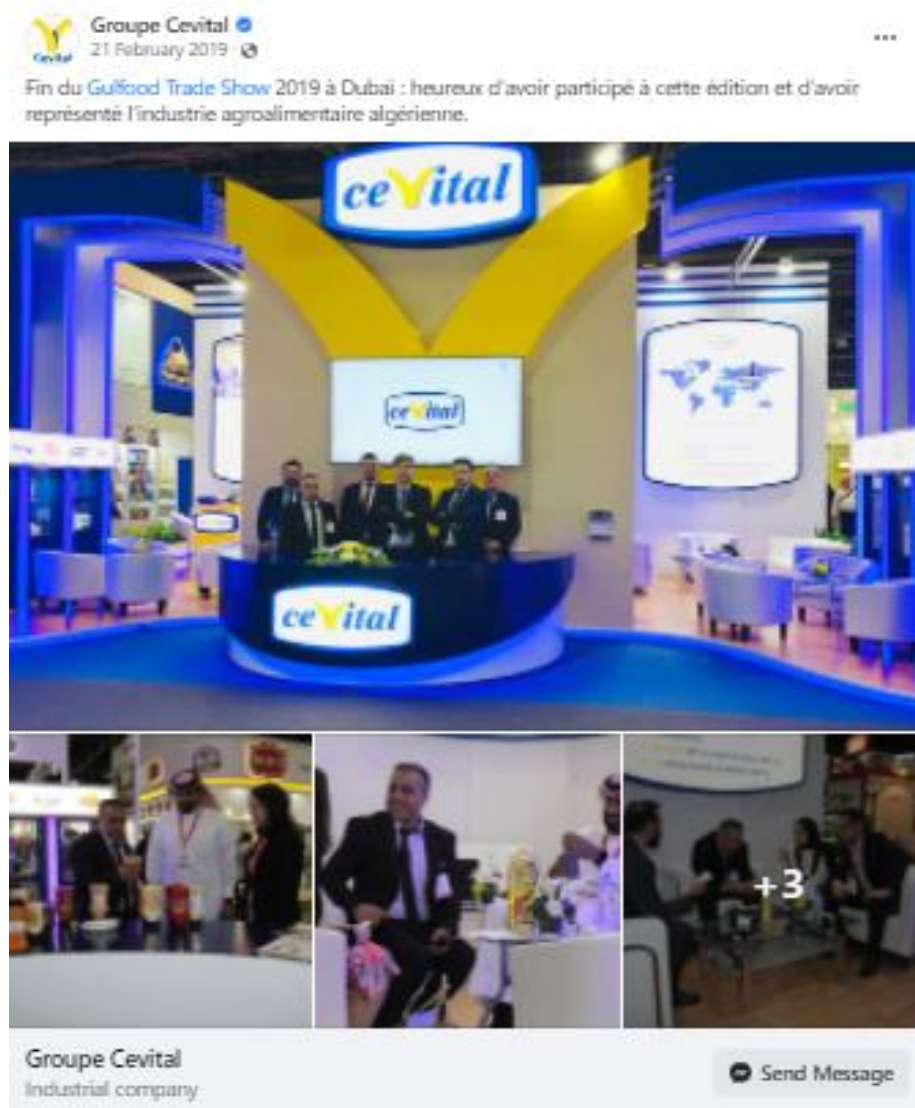 Groupe Cevital
Cevital
21 February 2019
Fin du Gulfood Trade Show 2019 à Dubai : heureux d'avoir participé à cette édition et d'avoir
représenté l'industrie agroalimentaire algérienne.
ceVital
ceVital
ceVital
+3
Groupe Cevital
Industrial company
Send Message